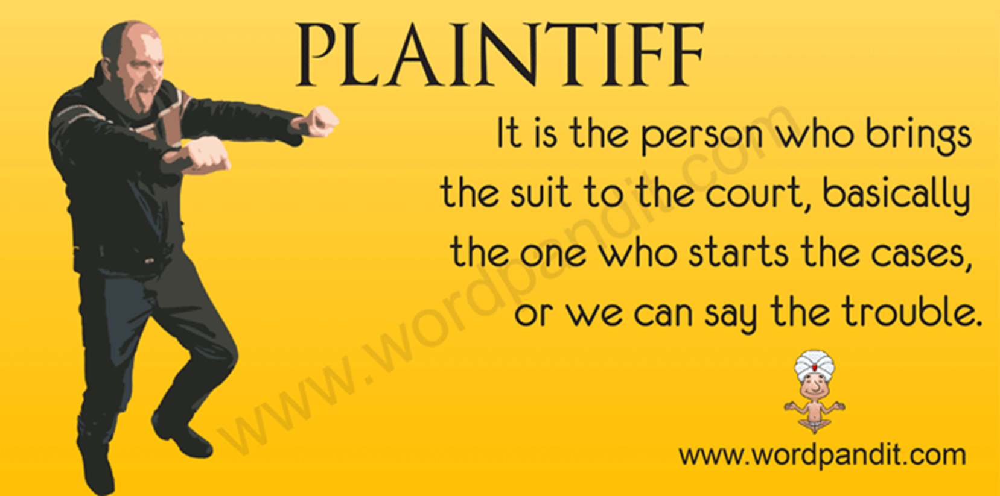 PLAINTIFF
It is the person who brings
the suit to the court, basically
the one who starts the cases,
or we can say the trouble.
www.wordpandit.com
www.wordpandit.com